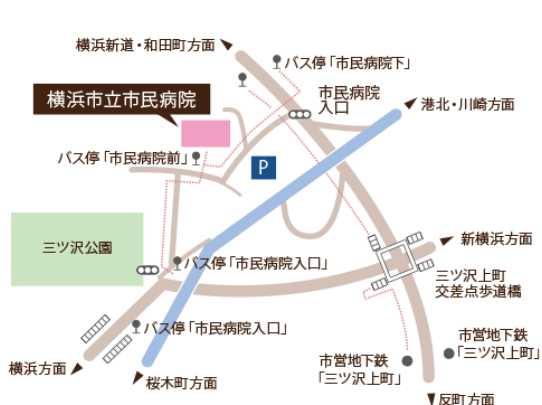 横浜新道・和田町方面
バス停「市民病院下」
横浜市立市民病院
市民病院
入口
港北・川崎方面
バス停「市民病院前」
P
三ツ沢公園
新横浜方面
バス停「市民病院入口」
三ツ沢上町
交差点歩道橋
バス停「市民病院入口」
市営地下鉄
「三ツ沢上町」
市営地下鉄
「三ツ沢上町」
横浜方面
桜木町方面
反町方面